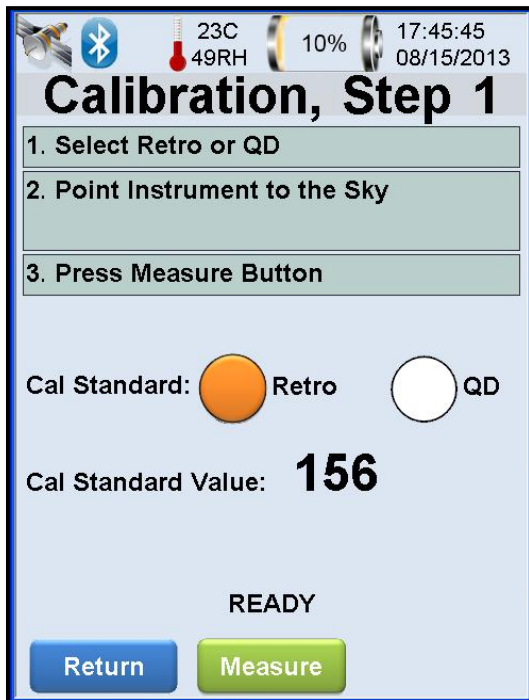 23C
49RH
10%
17:45:45
08/15/2013
Calibration, Step 1
1. Select Retro or QD
2. Point Instrument to the Sky
3. Press Measure Button
Cal Standard: Retro QD
Cal Standard Value: 156
READY
Return Measure